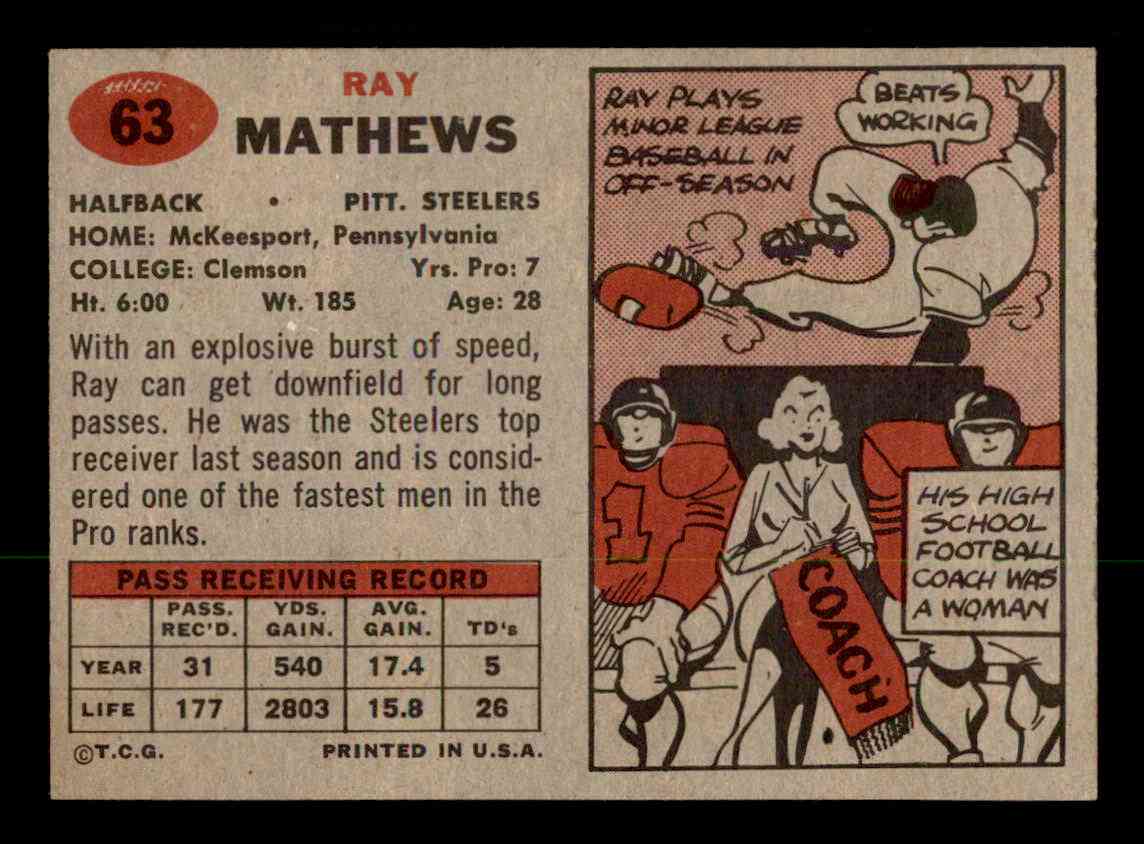 63
RAY
MATHEWS
HALFBACK • PITT. STEELERS
HOME: McKeesport, Pennsylvania
COLLEGE: Clemson Yrs. Pro: 7
Ht. 6:00 Wt. 185 Age: 28
With an explosive burst of speed,
Ray can get downfield for long
passes. He was the Steelers top
receiver last season and is consid-
ered one of the fastest men in the
Pro ranks.
PASS RECEIVING RECORD
PASS. REC'D. YDS. GAIN. AVG. GAIN. TD's
YEAR 31 540 17.4 5
LIFE 177 2803 15.8 26
©T.C.G. PRINTED IN U.S.A.
RAY PLAYS
MINOR LEAGUE
BASEBALL IN
OFF-SEASON
BEATS
WORKING
1
COACH
HIS HIGH
SCHOOL
FOOTBALL
COACH WAS
A WOMAN